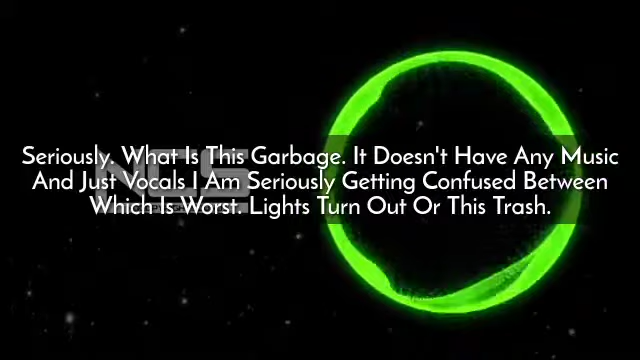 Seriously. What Is This Garbage. It Doesn't Have Any Music
And Just Vocals I Am Seriously Getting Confused Between
Which Is Worst. Lights Turn Out Or This Trash.
NCS